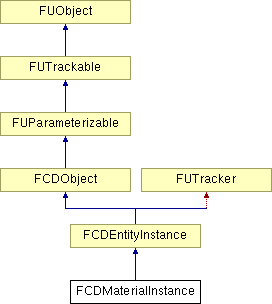 FUObject
FUTrackable
FUParameterizable
FCDObject
FUTracker
FCDEntityInstance
FCDMaterialInstance